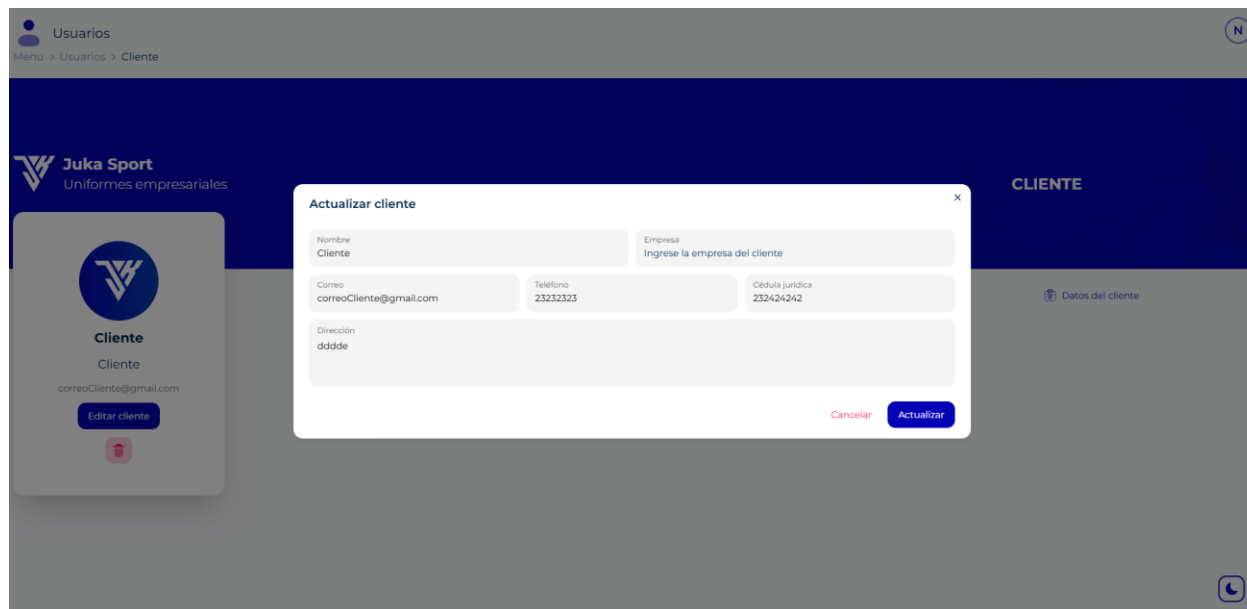 Usuarios
N
Menu > Usuarios > Cliente
Juka Sport
Uniformes empresariales
CLIENTE
Actualizar cliente
×
Nombre
Cliente
Empresa
Ingrese la empresa del cliente
Correo
correoCliente@gmail.com
Teléfono
23232323
Cédula jurídica
232424242
Dirección
dddde
Cancelar
Actualizar
Datos del cliente
Cliente
Cliente
correoCliente@gmail.com
Editar cliente